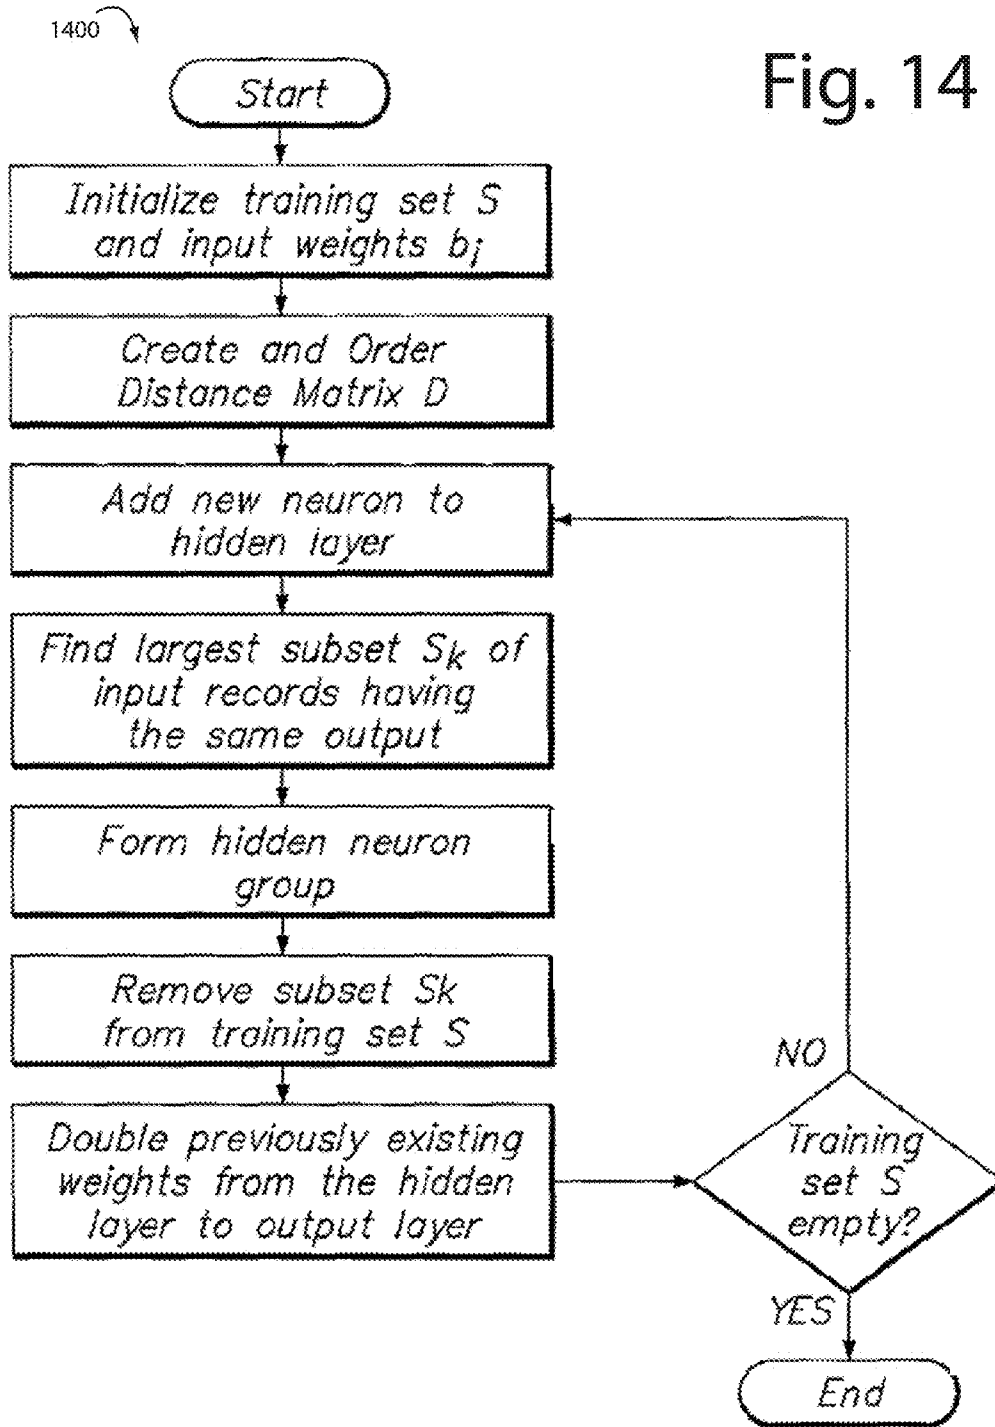 1400
Fig. 14
Start
Initialize training set S
and input weights bj
Create and Order
Distance Matrix D
Add new neuron to
hidden layer
Find largest subset Sk of
input records having
the same output
Form hidden neuron
group
Remove subset Sk
from training set S
Double previously existing
weights from the hidden
layer to output layer
NO
Training
set S
empty?
YES
End